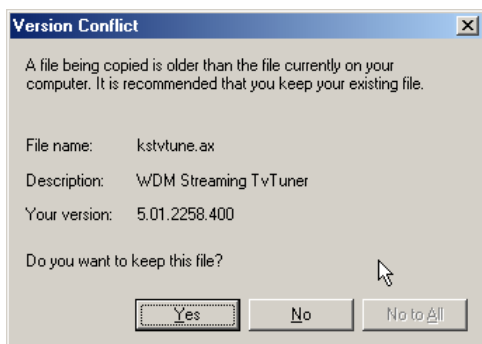 Version Conflict
A file being copied is older than the file currently on your
computer. It is recommended that you keep your existing file.
File name: kstvtune.ax
Description: WDM Streaming TvTuner
Your version: 5.01.2258.400
Do you want to keep this file?
Yes No No to All